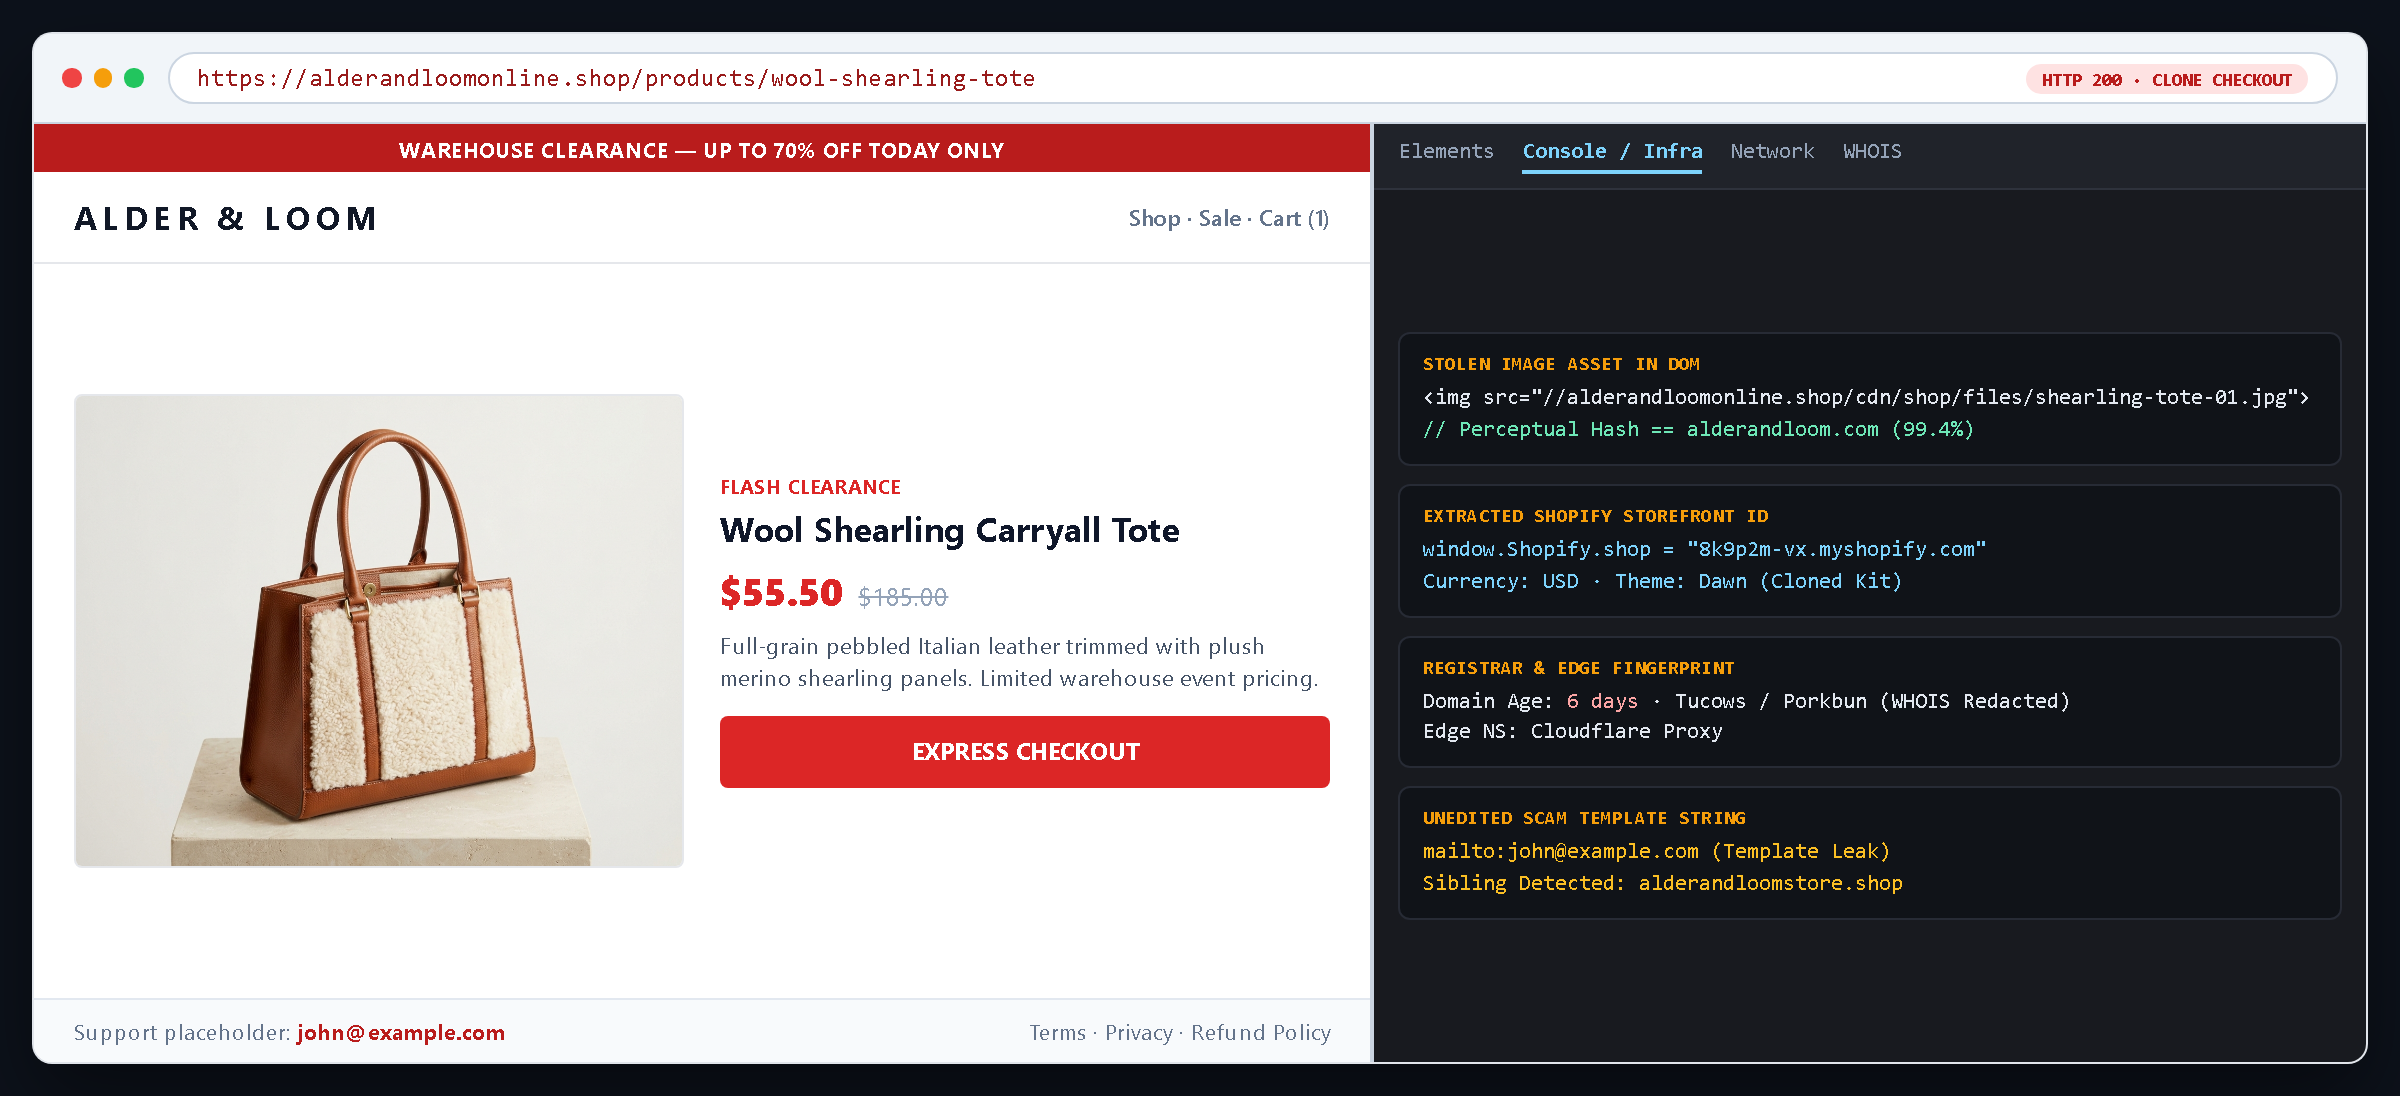 https://alderandloomonline.shop/products/wool-shearling-tote
HTTP 200 · CLONE CHECKOUT
WAREHOUSE CLEARANCE — UP TO 70% OFF TODAY ONLY
ALDER & LOOM
Shop · Sale · Cart (1)
FLASH CLEARANCE
Wool Shearling Carryall Tote
$55.50 $185.00
Full-grain pebbled Italian leather trimmed with plush
merino shearling panels. Limited warehouse event pricing.
EXPRESS CHECKOUT
Support placeholder: john@example.com
Terms · Privacy · Refund Policy
Elements Console / Infra Network WHOIS
STOLEN IMAGE ASSET IN DOM
<img src="//alderandloomonline.shop/cdn/shop/files/shearling-tote-01.jpg">
// Perceptual Hash == alderandloom.com (99.4%)
EXTRACTED SHOPIFY STOREFRONT ID
window.Shopify.shop = "8k9p2m-vx.myshopify.com"
Currency: USD · Theme: Dawn (Cloned Kit)
REGISTRAR & EDGE FINGERPRINT
Domain Age: 6 days · Tucows / Porkbun (WHOIS Redacted)
Edge NS: Cloudflare Proxy
UNEDITED SCAM TEMPLATE STRING
mailto:john@example.com (Template Leak)
Sibling Detected: alderandloomstore.shop